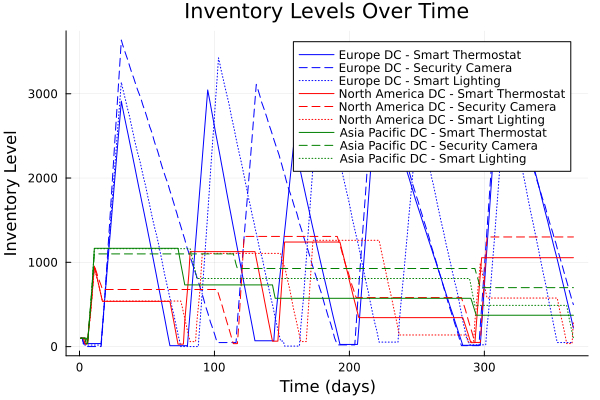 Inventory Levels Over Time
Inventory Level
3000
2000
1000
0
Europe DC - Smart Thermostat
Europe DC - Security Camera
Europe DC - Smart Lighting
North America DC - Smart Thermostat
North America DC - Security Camera
North America DC - Smart Lighting
Asia Pacific DC - Smart Thermostat
Asia Pacific DC - Security Camera
Asia Pacific DC - Smart Lighting
0 100 200 300
Time (days)